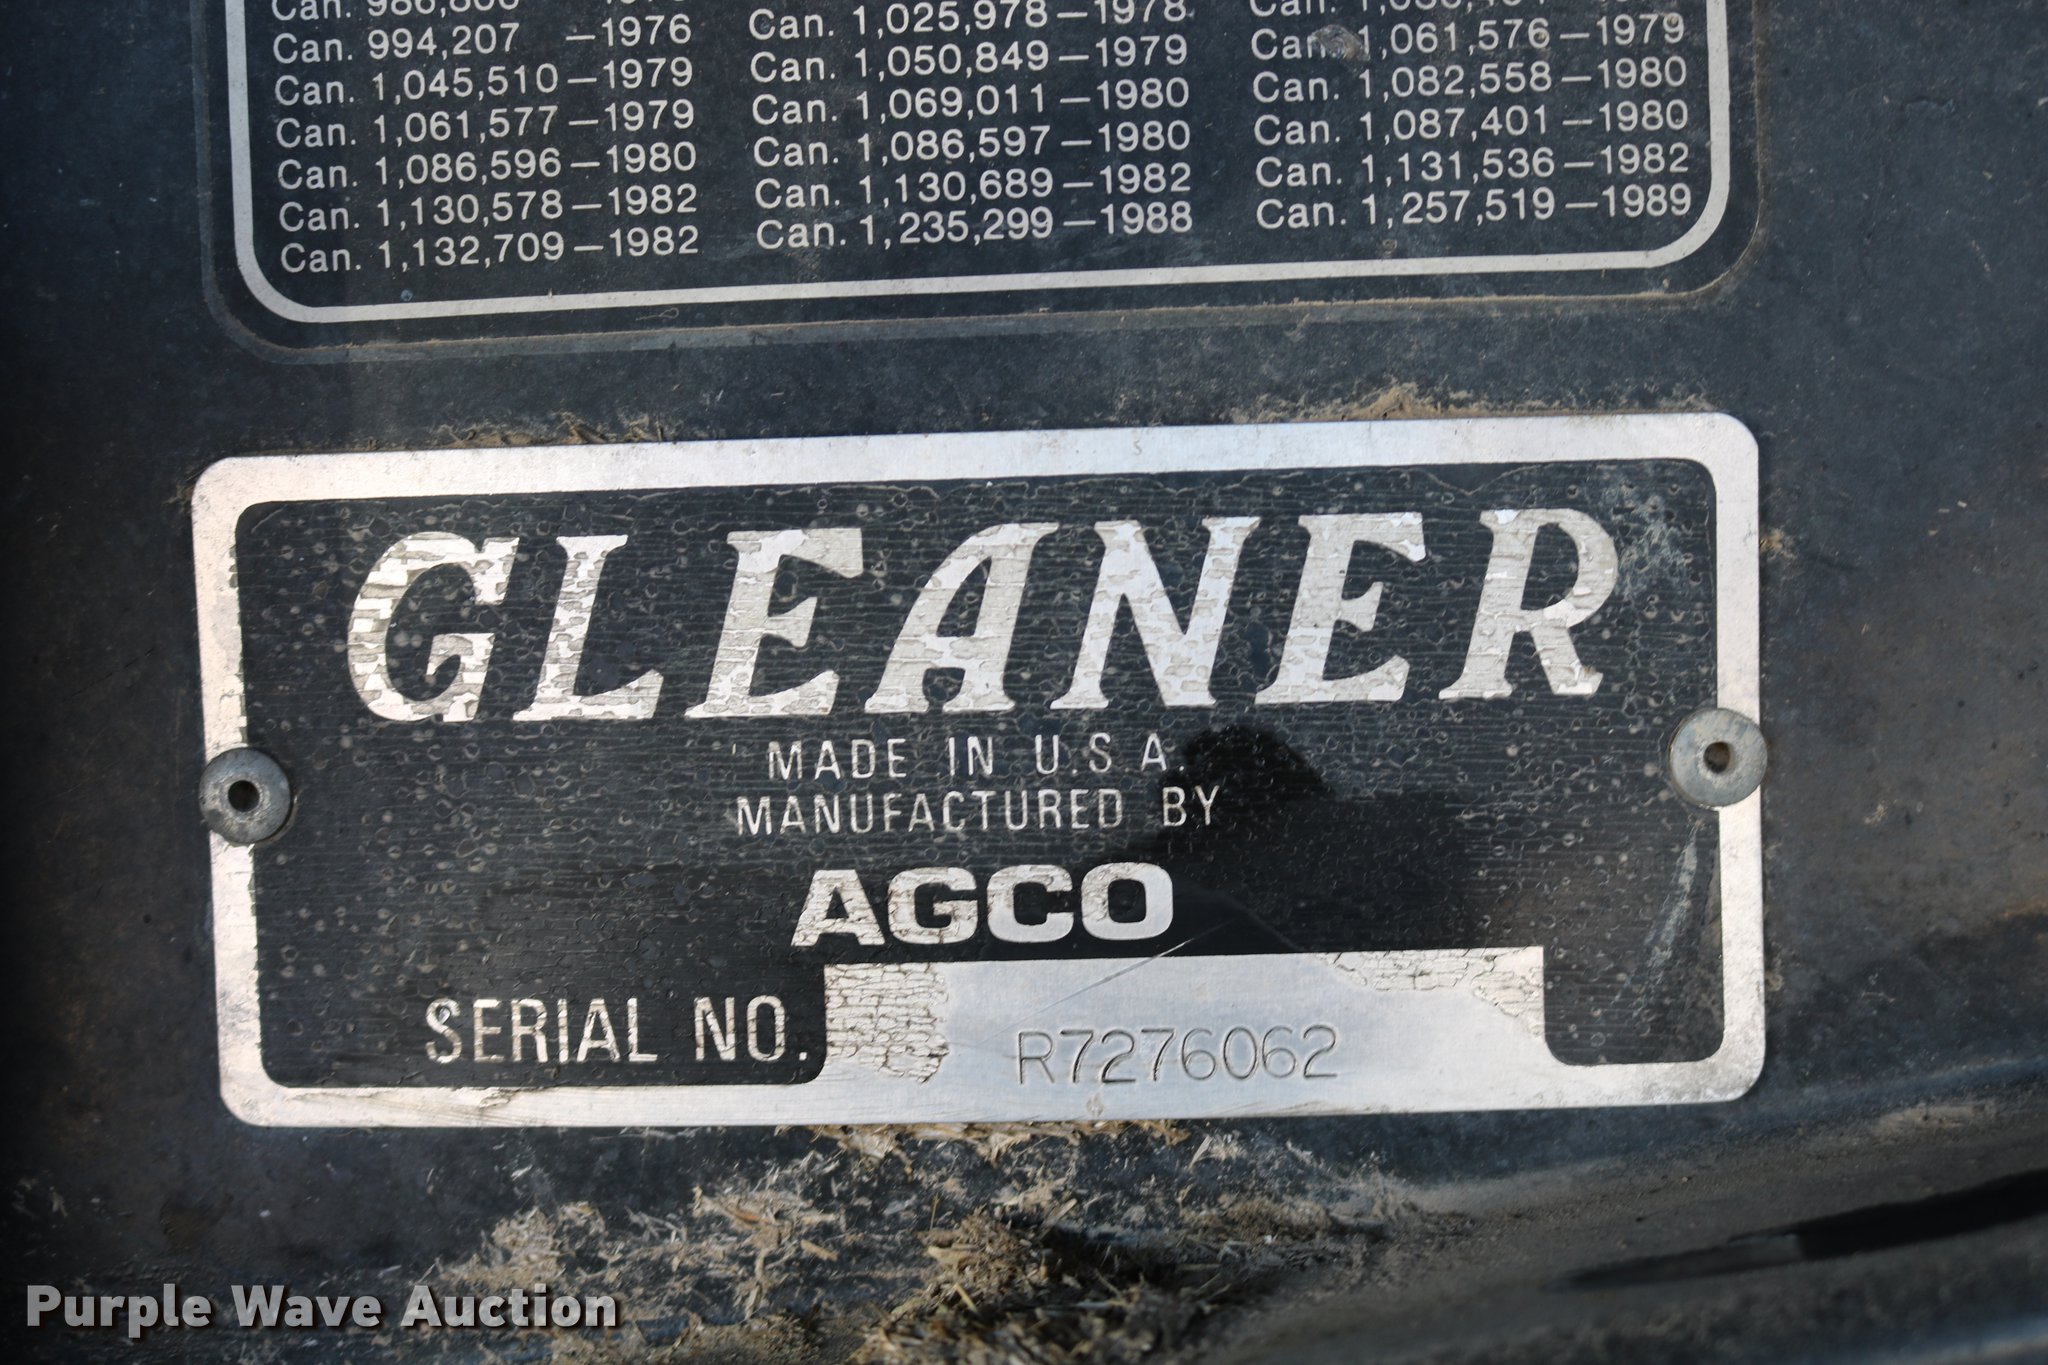 Can.
Can. 994,207 —1976
Can. 1,045,510—1979
Can. 1,061,577—1979
Can. 1,086,596—1980
Can. 1,130,578—1982
Can. 1,132,709—1982
Can. 1,025,978—1978
Can. 1,050,849—1979
Can. 1,069,011—1980
Can. 1,086,597—1980
Can. 1,130,689—1982
Can. 1,235,299—1988
Can.
Can. 1,061,576—1979
Can. 1,082,558—1980
Can. 1,087,401—1980
Can. 1,131,536—1982
Can. 1,257,519—1989
GLEANER
MADE IN U.S.A.
MANUFACTURED BY
AGCO
SERIAL NO. R7276062
Purple Wave Auction